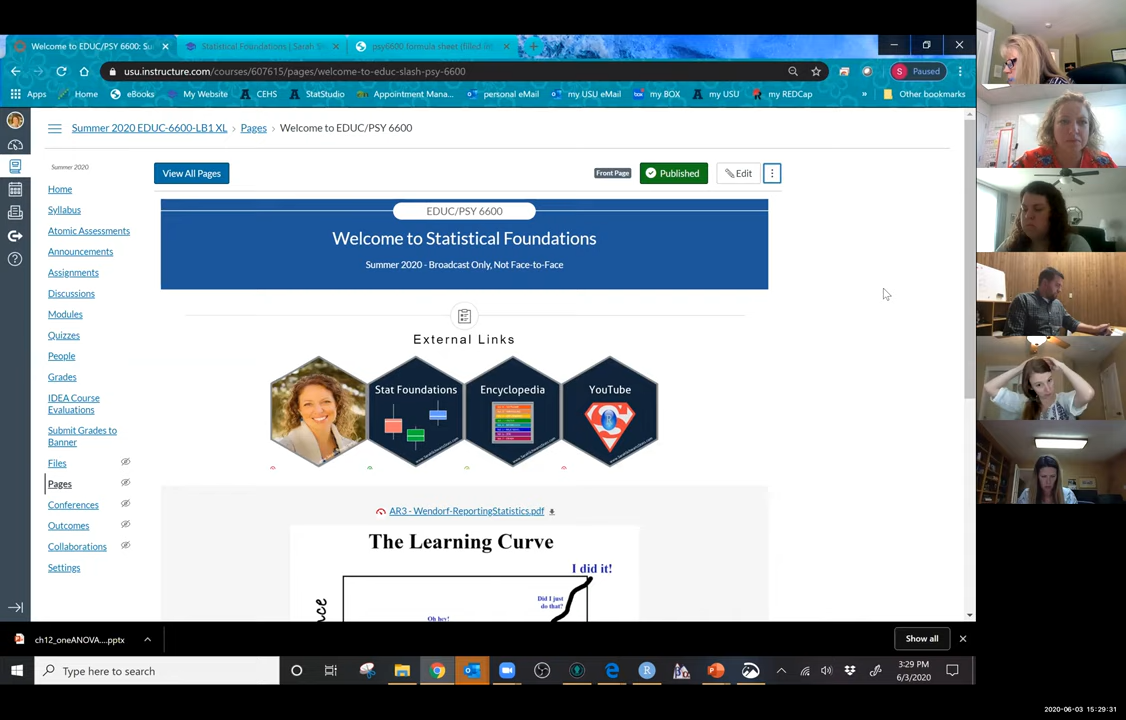 Welcome to EDUC/PSY 6600: Su
Statistical Foundations | Sarah S
psy6600 formula sheet (filled in)
usu.instructure.com/courses/607615/pages/welcome-to-educ-slash-psy-6600
S Paused
Apps Home eBooks My Website CEHS StatStudio Appointment Ma... personal eMail my USU eMail my BOX my USU my REDCap » Other bookmarks
Summer 2020 EDUC-6600-LB1 XL › Pages › Welcome to EDUC/PSY 6600
Summer 2020
Home
Syllabus
Atomic Assessments
Announcements
Assignments
Discussions
Modules
Quizzes
People
Grades
IDEA Course
Evaluations
Submit Grades to
Banner
Files
Pages
Conferences
Outcomes
Collaborations
Settings
View All Pages
Front Page
Published
Edit
EDUC/PSY 6600
Welcome to Statistical Foundations
Summer 2020 - Broadcast Only, Not Face-to-Face
External Links
Stat Foundations
Encyclopedia
YouTube
AR3 - Wendorf-ReportingStatistics.pdf
The Learning Curve
I did it!
Did I just
do that?
Oh hey!
ch12_oneANOVA....pptx
Show all
Type here to search
3:29 PM
6/3/2020
2020-06-03 15:29:31